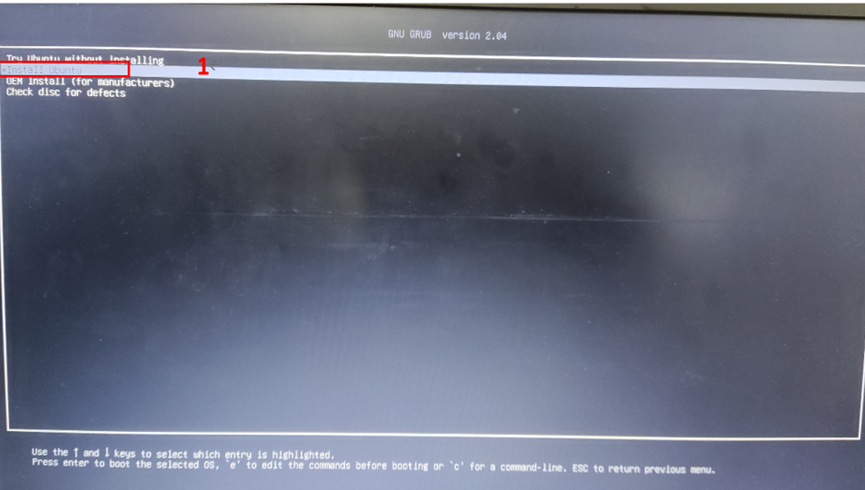 GNU GRUB version 2.04
Try Ubuntu without installing
*Install Ubuntu
1
OEM install (for manufacturers)
Check disc for defects
Use the ↑ and ↓ keys to select which entry is highlighted.
Press enter to boot the selected OS, `e' to edit the commands before booting or `c' for a command-line. ESC to return previous menu.